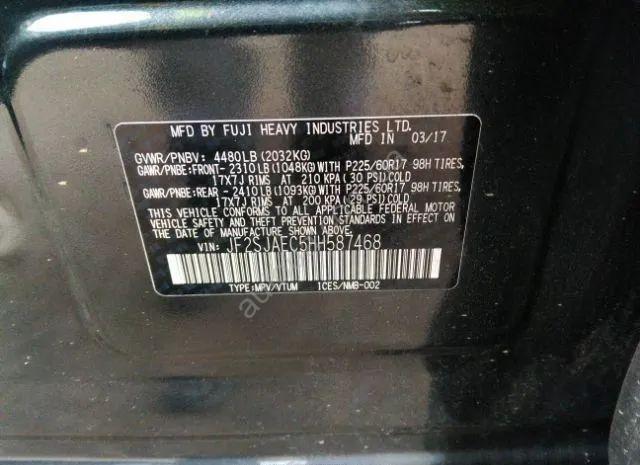 MFD BY FUJI HEAVY INDUSTRIES LTD.
MFD IN 03/17
GVWR/PNBV: 4480LB (2032KG)
GAWR/PNBE:FRONT-2310LB (1048KG) WITH P225/60R17 98H TIRES,
17X7J RIMS AT 210 KPA (30 PSI) COLD
GAWR/PNBE:REAR -2410LB (1093KG) WITH P225/60R17 98H TIRES,
17X7J RIMS AT 200 KPA (29 PSI) COLD
THIS VEHICLE CONFORMS TO ALL APPLICABLE FEDERAL MOTOR
VEHICLE SAFETY AND BUMPER STANDARDS IN EFFECT ON
THE DATE OF MANUFACTURE SHOWN ABOVE.
VIN: JF2SJAEC5HH587468
TYPE:MPV/VTUM ICES/NMB-002